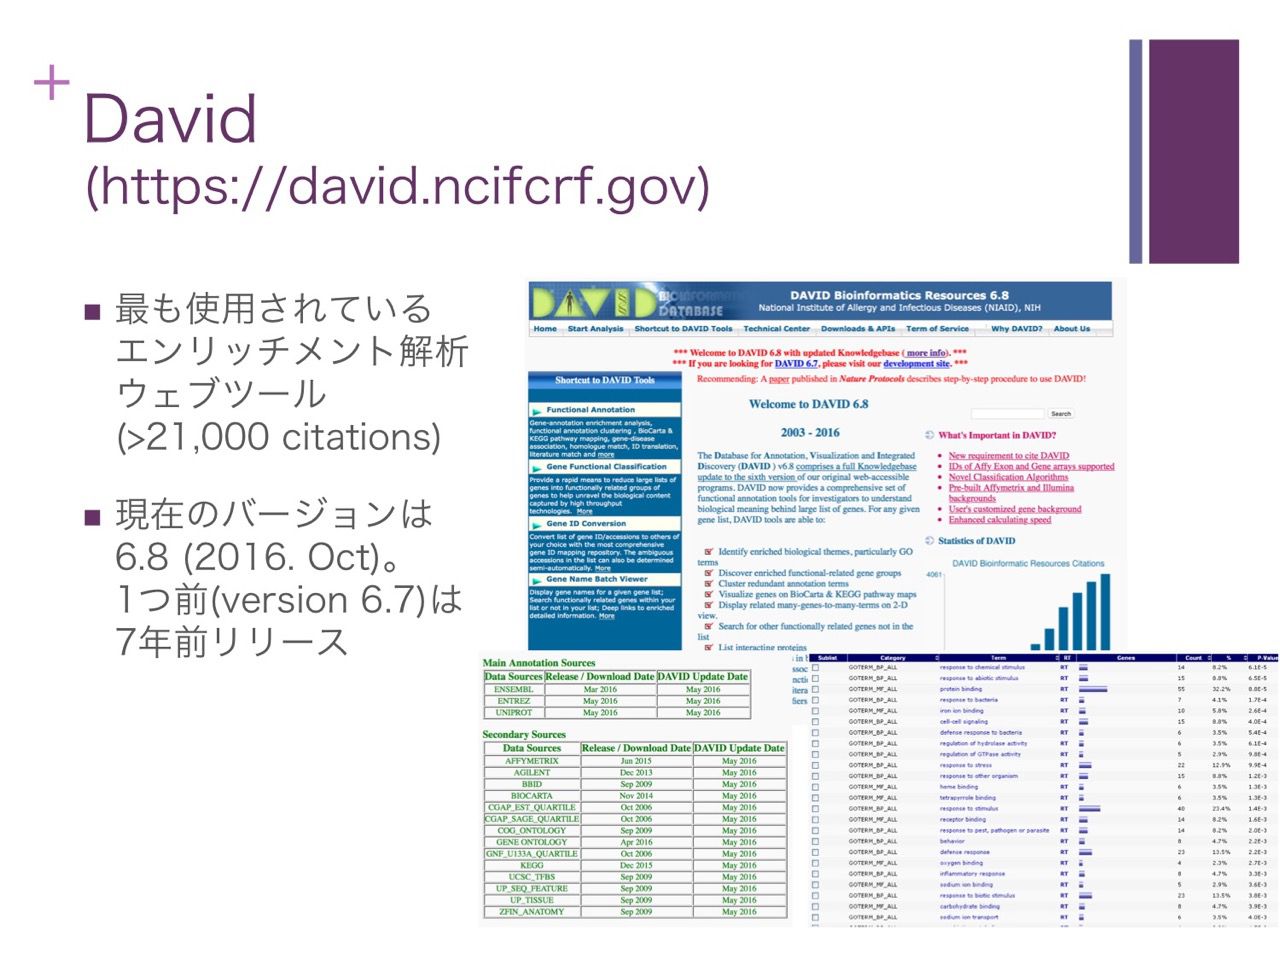 +
David
(https://david.ncifcrf.gov)
■ 最も使用されている
エンリッチメント解析
ウェブツール
(>21,000 citations)
■ 現在のバージョンは
6.8 (2016. Oct)。
1つ前(version 6.7)は
7年前リリース
DAVID BIOINFORMATICS
DATABASE
DAVID Bioinformatics Resources 6.8
National Institute of Allergy and Infectious Diseases (NIAID), NIH
Home Start Analysis Shortcut to DAVID Tools Technical Center Downloads & APIs Term of Service Why DAVID? About Us
*** Welcome to DAVID 6.8 with updated Knowledgebase ( more info). ***
*** If you are looking for DAVID 6.7, please visit our development site. ***
Shortcut to DAVID Tools
Functional Annotation
Gene-annotation enrichment analysis,
functional annotation clustering , BioCarta &
KEGG pathway mapping, gene-disease
association, homologue match, ID translation,
literature match and more
Gene Functional Classification
Provide a rapid means to reduce large lists of
genes into functionally related groups of
genes to help unravel the biological content
captured by high throughput
technologies. More
Gene ID Conversion
Convert list of gene ID/accessions to others of
your choice with the most comprehensive
gene ID mapping repository. The ambiguous
accessions in the list can also be determined
semi-automatically. More
Gene Name Batch Viewer
Display gene names for a given gene list;
Search functionally related genes within your
list or not in your list; Deep links to enriched
detailed information. More
Recommending: A paper published in Nature Protocols describes step-by-step procedure to use DAVID!
Welcome to DAVID 6.8
2003 - 2016
The Database for Annotation, Visualization and Integrated
Discovery (DAVID ) v6.8 comprises a full Knowledgebase
update to the sixth version of our original web-accessible
programs. DAVID now provides a comprehensive set of
functional annotation tools for investigators to understand
biological meaning behind large list of genes. For any given
gene list, DAVID tools are able to:
Identify enriched biological themes, particularly GO
terms
Discover enriched functional-related gene groups
Cluster redundant annotation terms
Visualize genes on BioCarta & KEGG pathway maps
Display related many-genes-to-many-terms on 2-D
view.
Search for other functionally related genes not in the
list
List interacting proteins
Search
What's Important in DAVID?
New requirement to cite DAVID
IDs of Affy Exon and Gene arrays supported
Novel Classification Algorithms
Pre-built Affymetrix and Illumina
backgrounds
User's customized gene background
Enhanced calculating speed
Statistics of DAVID
DAVID Bioinformatic Resources Citations
4061
Main Annotation Sources
Data Sources Release / Download Date DAVID Update Date
ENSEMBL Mar 2016 May 2016
ENTREZ May 2016 May 2016
UNIPROT May 2016 May 2016
Secondary Sources
Data Sources Release / Download Date DAVID Update Date
AFFYMETRIX Jun 2015 May 2016
AGILENT Dec 2013 May 2016
BBID Sep 2009 May 2016
BIOCARTA Nov 2014 May 2016
CGAP_EST_QUARTILE Oct 2006 May 2016
CGAP_SAGE_QUARTILE Oct 2006 May 2016
COG_ONTOLOGY Sep 2009 May 2016
GENE ONTOLOGY Apr 2016 May 2016
GNF_U133A_QUARTILE Oct 2006 May 2016
KEGG Dec 2015 May 2016
UCSC_TFBS Sep 2009 May 2016
UP_SEQ_FEATURE Sep 2009 May 2016
UP_TISSUE Sep 2009 May 2016
ZFIN_ANATOMY Sep 2009 May 2016
Sublist Category Term RT Genes Count % P-Value
GOTERM_BP_ALL response to chemical stimulus RT 14 8.2% 6.1E-5
GOTERM_BP_ALL response to abiotic stimulus RT 15 8.8% 6.5E-5
GOTERM_MF_ALL protein binding RT 55 32.2% 8.8E-5
GOTERM_BP_ALL response to bacteria RT 7 4.1% 1.7E-4
GOTERM_MF_ALL iron ion binding RT 10 5.8% 2.6E-4
GOTERM_BP_ALL cell-cell signaling RT 15 8.8% 4.0E-4
GOTERM_BP_ALL defense response to bacteria RT 6 3.5% 5.4E-4
GOTERM_BP_ALL regulation of hydrolase activity RT 6 3.5% 6.1E-4
GOTERM_BP_ALL regulation of GTPase activity RT 5 2.9% 9.8E-4
GOTERM_BP_ALL response to stress RT 22 12.9% 9.9E-4
GOTERM_BP_ALL response to other organism RT 15 8.8% 1.2E-3
GOTERM_MF_ALL heme binding RT 6 3.5% 1.3E-3
GOTERM_MF_ALL tetrapyrrole binding RT 6 3.5% 1.3E-3
GOTERM_BP_ALL response to stimulus RT 40 23.4% 1.4E-3
GOTERM_MF_ALL receptor binding RT 14 8.2% 1.6E-3
GOTERM_BP_ALL response to pest, pathogen or parasite RT 14 8.2% 2.0E-3
GOTERM_BP_ALL behavior RT 8 4.7% 2.2E-3
GOTERM_BP_ALL defense response RT 23 13.5% 2.2E-3
GOTERM_MF_ALL oxygen binding RT 4 2.3% 2.7E-3
GOTERM_BP_ALL inflammatory response RT 8 4.7% 3.3E-3
GOTERM_MF_ALL sodium ion binding RT 5 2.9% 3.6E-3
GOTERM_BP_ALL response to biotic stimulus RT 23 13.5% 3.8E-3
GOTERM_MF_ALL carbohydrate binding RT 8 4.7% 3.9E-3
GOTERM_BP_ALL sodium ion transport RT 6 3.5% 4.0E-3